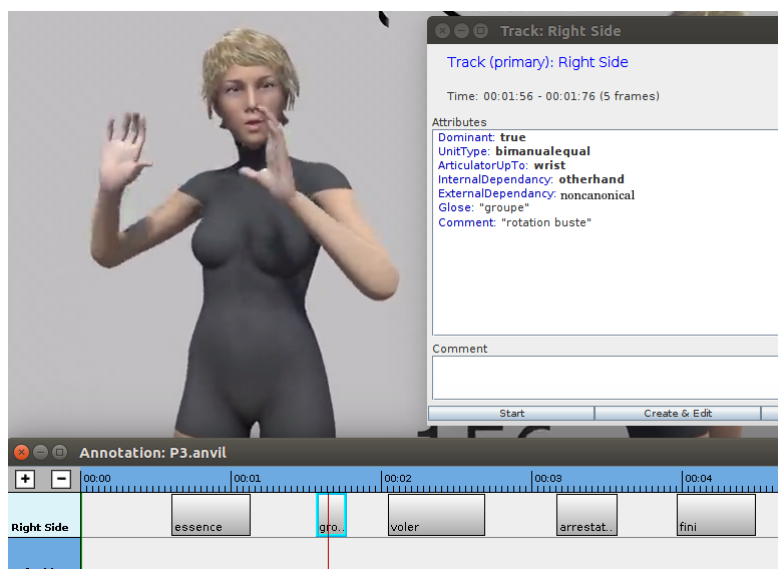 Track: Right Side
Track (primary): Right Side
Time: 00:01:56 - 00:01:76 (5 frames)
Attributes
Dominant: true
UnitType: bimanualequal
ArticulatorUpTo: wrist
InternalDependancy: otherhand
ExternalDependancy: noncanonical
Glose: "groupe"
Comment: "rotation buste"
Comment
Start Create & Edit
Annotation: P3.anvil
+ - 00:00 00:01 00:02 00:03 00:04
Right Side essence gro.. voler arrestat.. fini